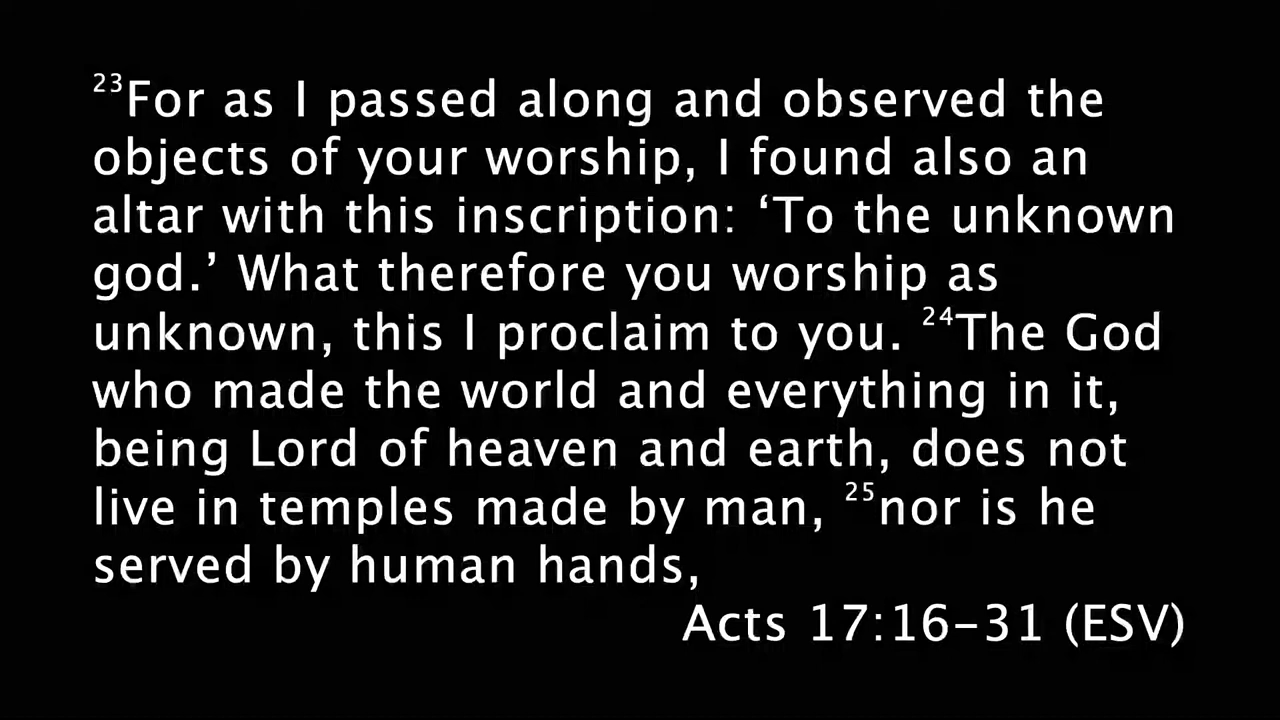 23For as I passed along and observed the
objects of your worship, I found also an
altar with this inscription: ‘To the unknown
god.’ What therefore you worship as
unknown, this I proclaim to you. 24The God
who made the world and everything in it,
being Lord of heaven and earth, does not
live in temples made by man, 25nor is he
served by human hands,
Acts 17:16–31 (ESV)